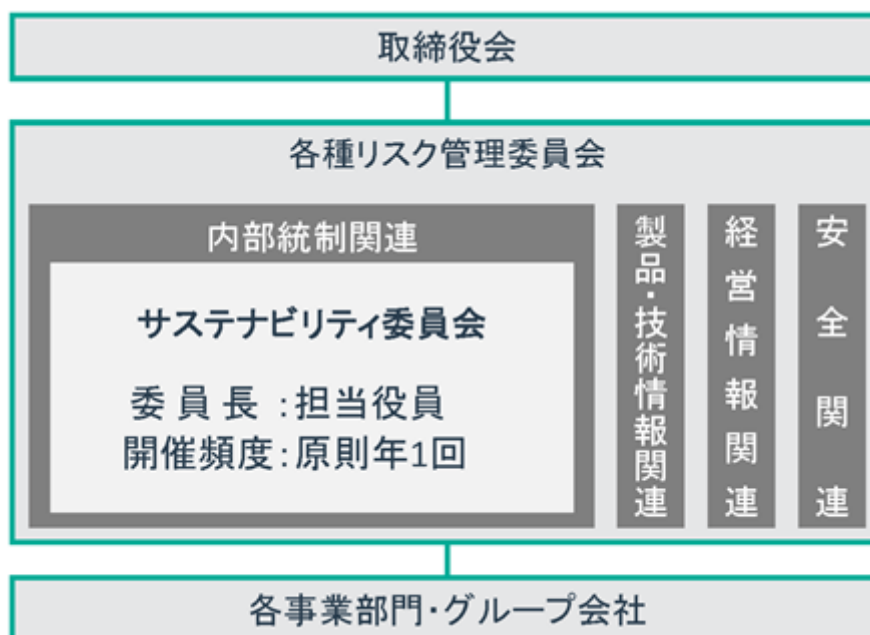 取締役会
各種リスク管理委員会
内部統制関連
サステナビリティ委員会
委員長:担当役員
開催頻度:原則年1回
製品・技術情報関連
経営情報関連
安全関連
各事業部門・グループ会社